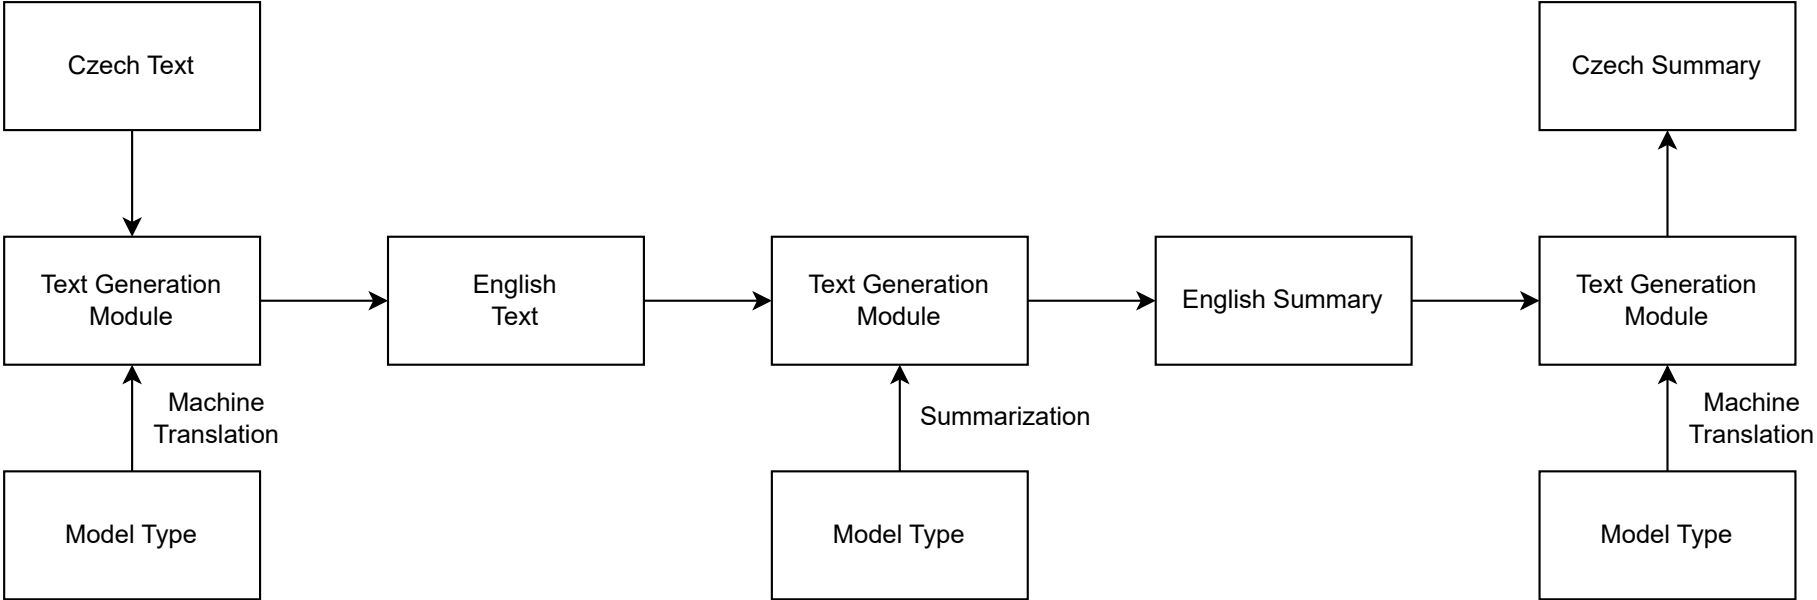 Czech Text
Czech Summary
Text Generation
Module
English
Text
Text Generation
Module
English Summary
Text Generation
Module
Machine
Translation
Summarization
Machine
Translation
Model Type
Model Type
Model Type